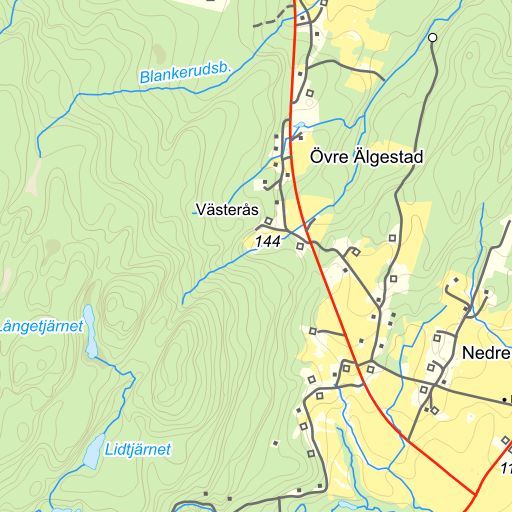 Blankerudsb.
Övre Älgestad
Västerås
144
Långetjärnet
Nedre
Lidtjärnet